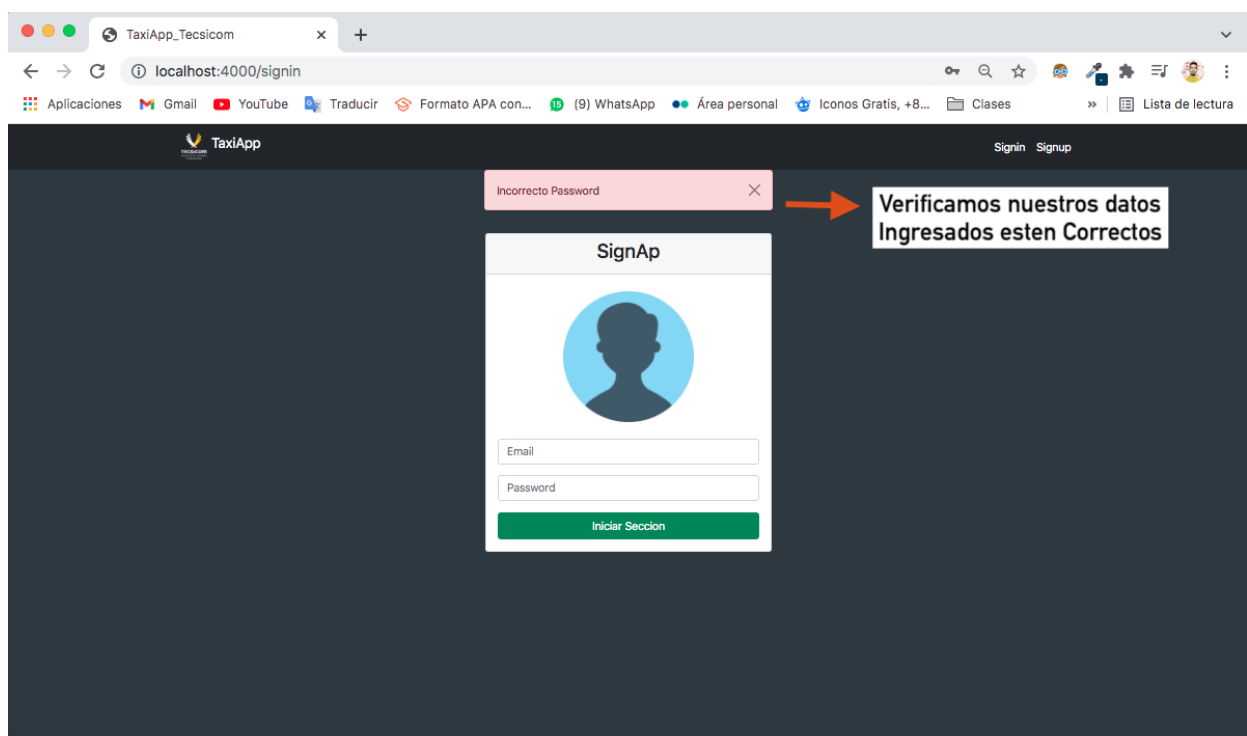 TaxiApp_Tecsicom
localhost:4000/signin
Aplicaciones Gmail YouTube Traducir Formato APA con... (9) WhatsApp Área personal Iconos Gratis, +8... Clases » Lista de lectura
TECSICOM TaxiApp Signin Signup
Incorrecto Password
Verificamos nuestros datos
Ingresados esten Correctos
SignAp
Email
Password
Iniciar Seccion